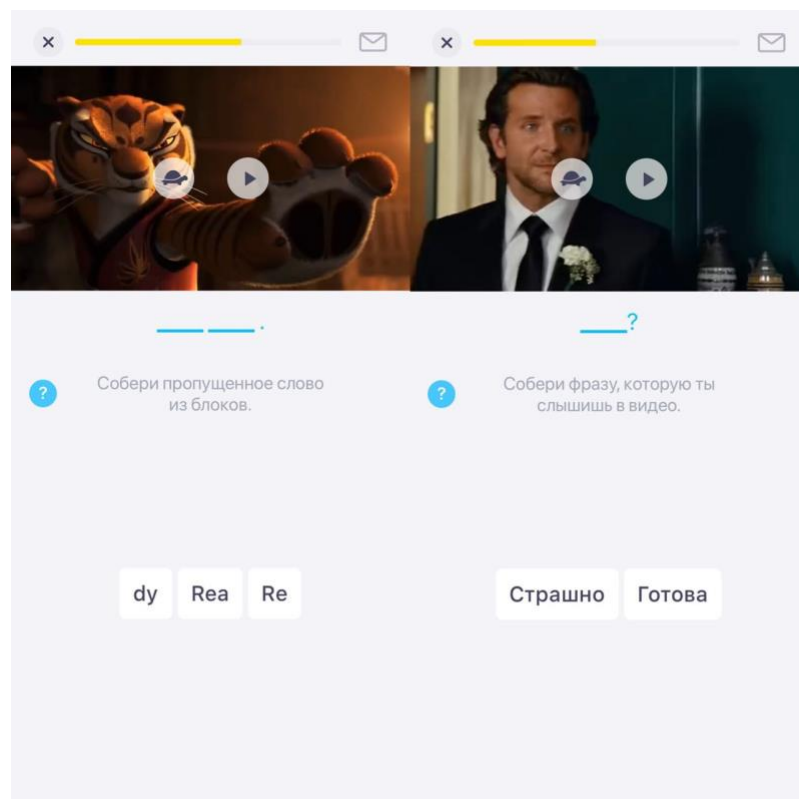 .
?
Собери пропущенное слово
из блоков.
dy Rea Re
?
?
Собери фразу, которую ты
слышишь в видео.
Страшно Готова